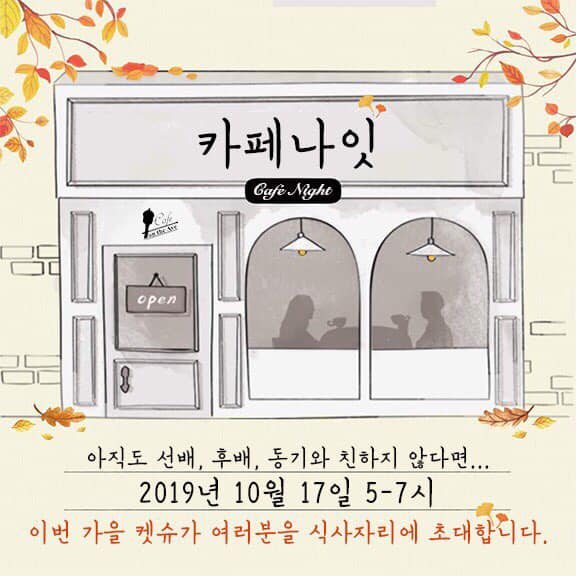 카페나잇
Cafe Night
Cafe
on the Ave
open
아직도 선배, 후배, 동기와 친하지 않다면...
2019년 10월 17일 5-7시
이번 가을 켓슈가 여러분을 식사자리에 초대합니다.